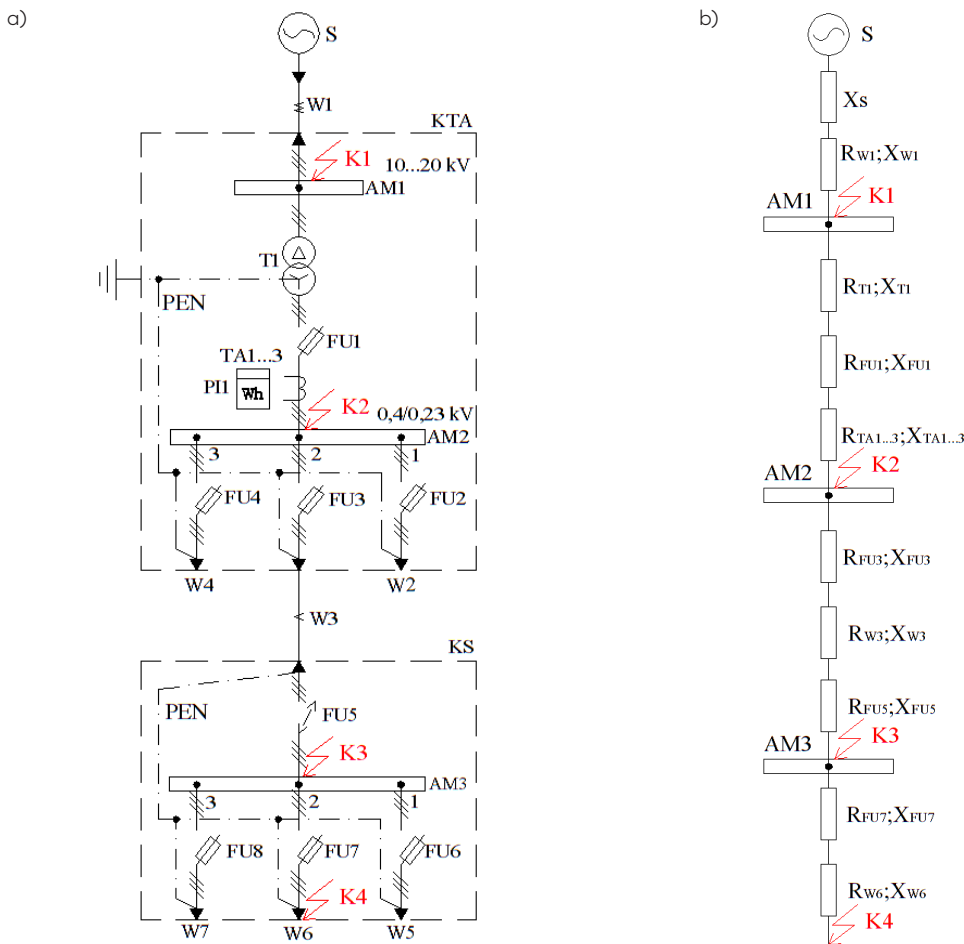 a)
S
W1
KTA
K1
10...20 kV
AM1
T1
PEN
FU1
TA1...3
PI1
Wh
K2
0,4/0,23 kV
AM2
3
2
1
FU4
FU3
FU2
W4
W2
W3
KS
PEN
FU5
K3
AM3
3
2
1
FU8
FU7
FU6
K4
W7
W6
W5
b)
S
Xs
RW1;XW1
AM1
K1
RT1;XT1
RFU1;XFU1
RTA1..3;XTA1...3
AM2
K2
RFU3;XFU3
RW3;XW3
RFU5;XFU5
AM3
K3
RFU7;XFU7
RW6;XW6
K4